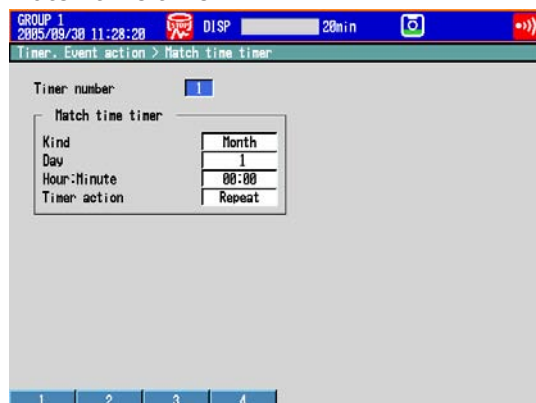 GROUP 1
2005/09/30 11:28:20 DISP 20min
Timer. Event action > Match time timer
Timer number 1
Match time timer
Kind Month
Day 1
Hour:Minute 00:00
Timer action Repeat
1 2 3 4